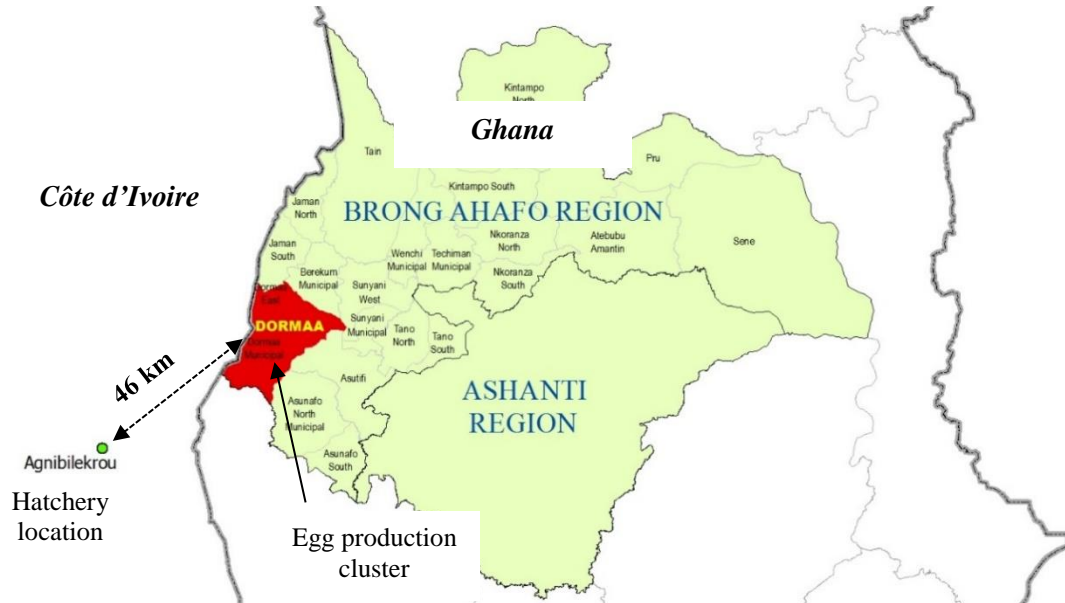 Kintampo
North
Ghana
Tain
Pru
Côte d’Ivoire
Kintampo South
Jaman
North
BRONG AHAFO REGION
Nkoranza
North
Atebubu
Amantin
Sene
Jaman
South
Wenchi
Municipal
Techiman
Municipal
Nkoranza
South
Berekum
Municipal
Sunyani
West
Dormaa
East
DORMAA
Dormaa
Municipal
Sunyani
Municipal
Tano
North
Tano
South
46 km
Asutifi
ASHANTI
REGION
Asunafo
North
Municipal
Asunafo
South
Agnibilekrou
Hatchery
location
Egg production
cluster